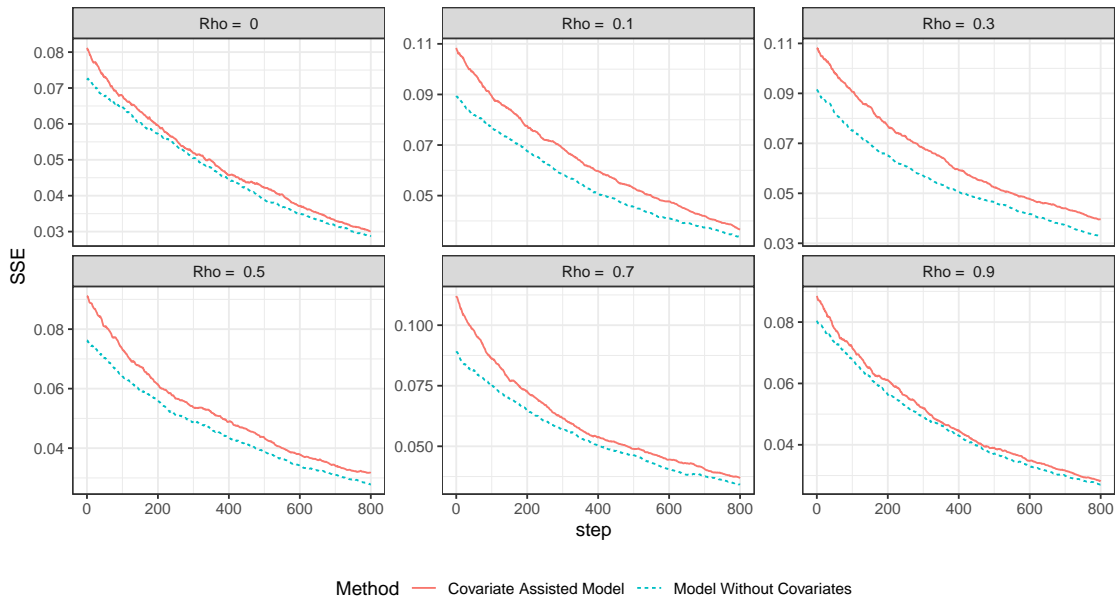 Rho =  0
Rho =  0.1
Rho =  0.3
0.08
0.07
0.06
0.05
0.04
0.03
0.11
0.09
0.07
0.05
0.11
0.09
0.07
0.05
0.03
SSE
Rho =  0.5
Rho =  0.7
Rho =  0.9
0.08
0.06
0.04
0.100
0.075
0.050
0.08
0.06
0.04
0 200 400 600 800
0 200 400 600 800
0 200 400 600 800
step
Method Covariate Assisted Model Model Without Covariates